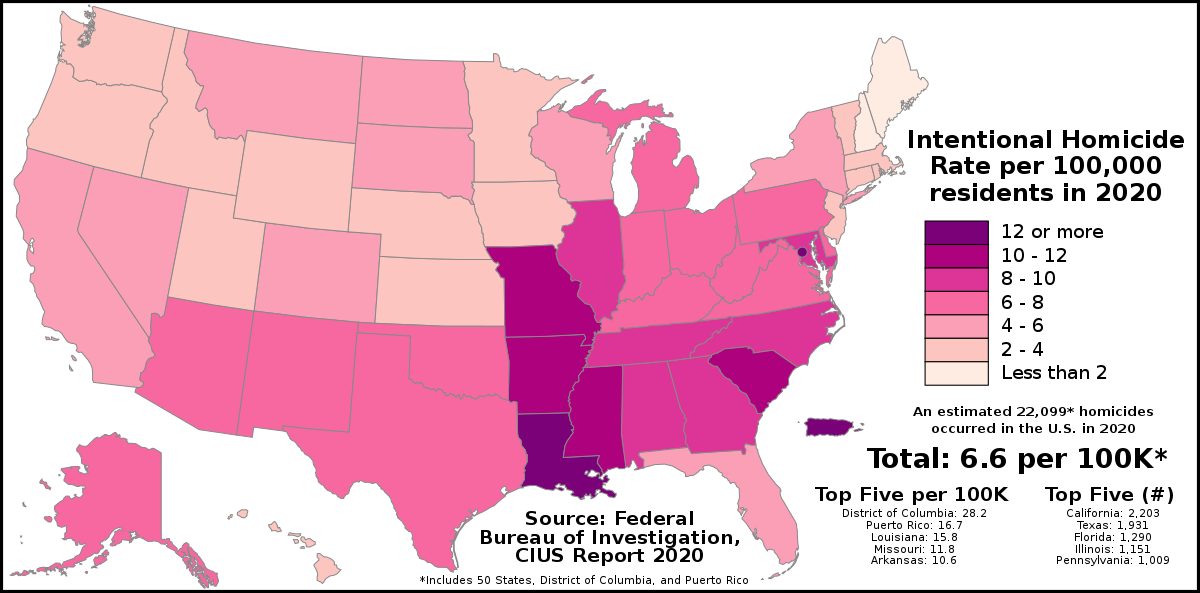 Intentional Homicide
Rate per 100,000
residents in 2020
12 or more
10 - 12
8 - 10
6 - 8
4 - 6
2 - 4
Less than 2
An estimated 22,099* homicides
occurred in the U.S. in 2020
Total: 6.6 per 100K*
Top Five per 100K
District of Columbia: 28.2
Puerto Rico: 16.7
Louisiana: 15.8
Missouri: 11.8
Arkansas: 10.6
Top Five (#)
California: 2,203
Texas: 1,931
Florida: 1,290
Illinois: 1,151
Pennsylvania: 1,009
Source: Federal
Bureau of Investigation,
CIUS Report 2020
*Includes 50 States, District of Columbia, and Puerto Rico